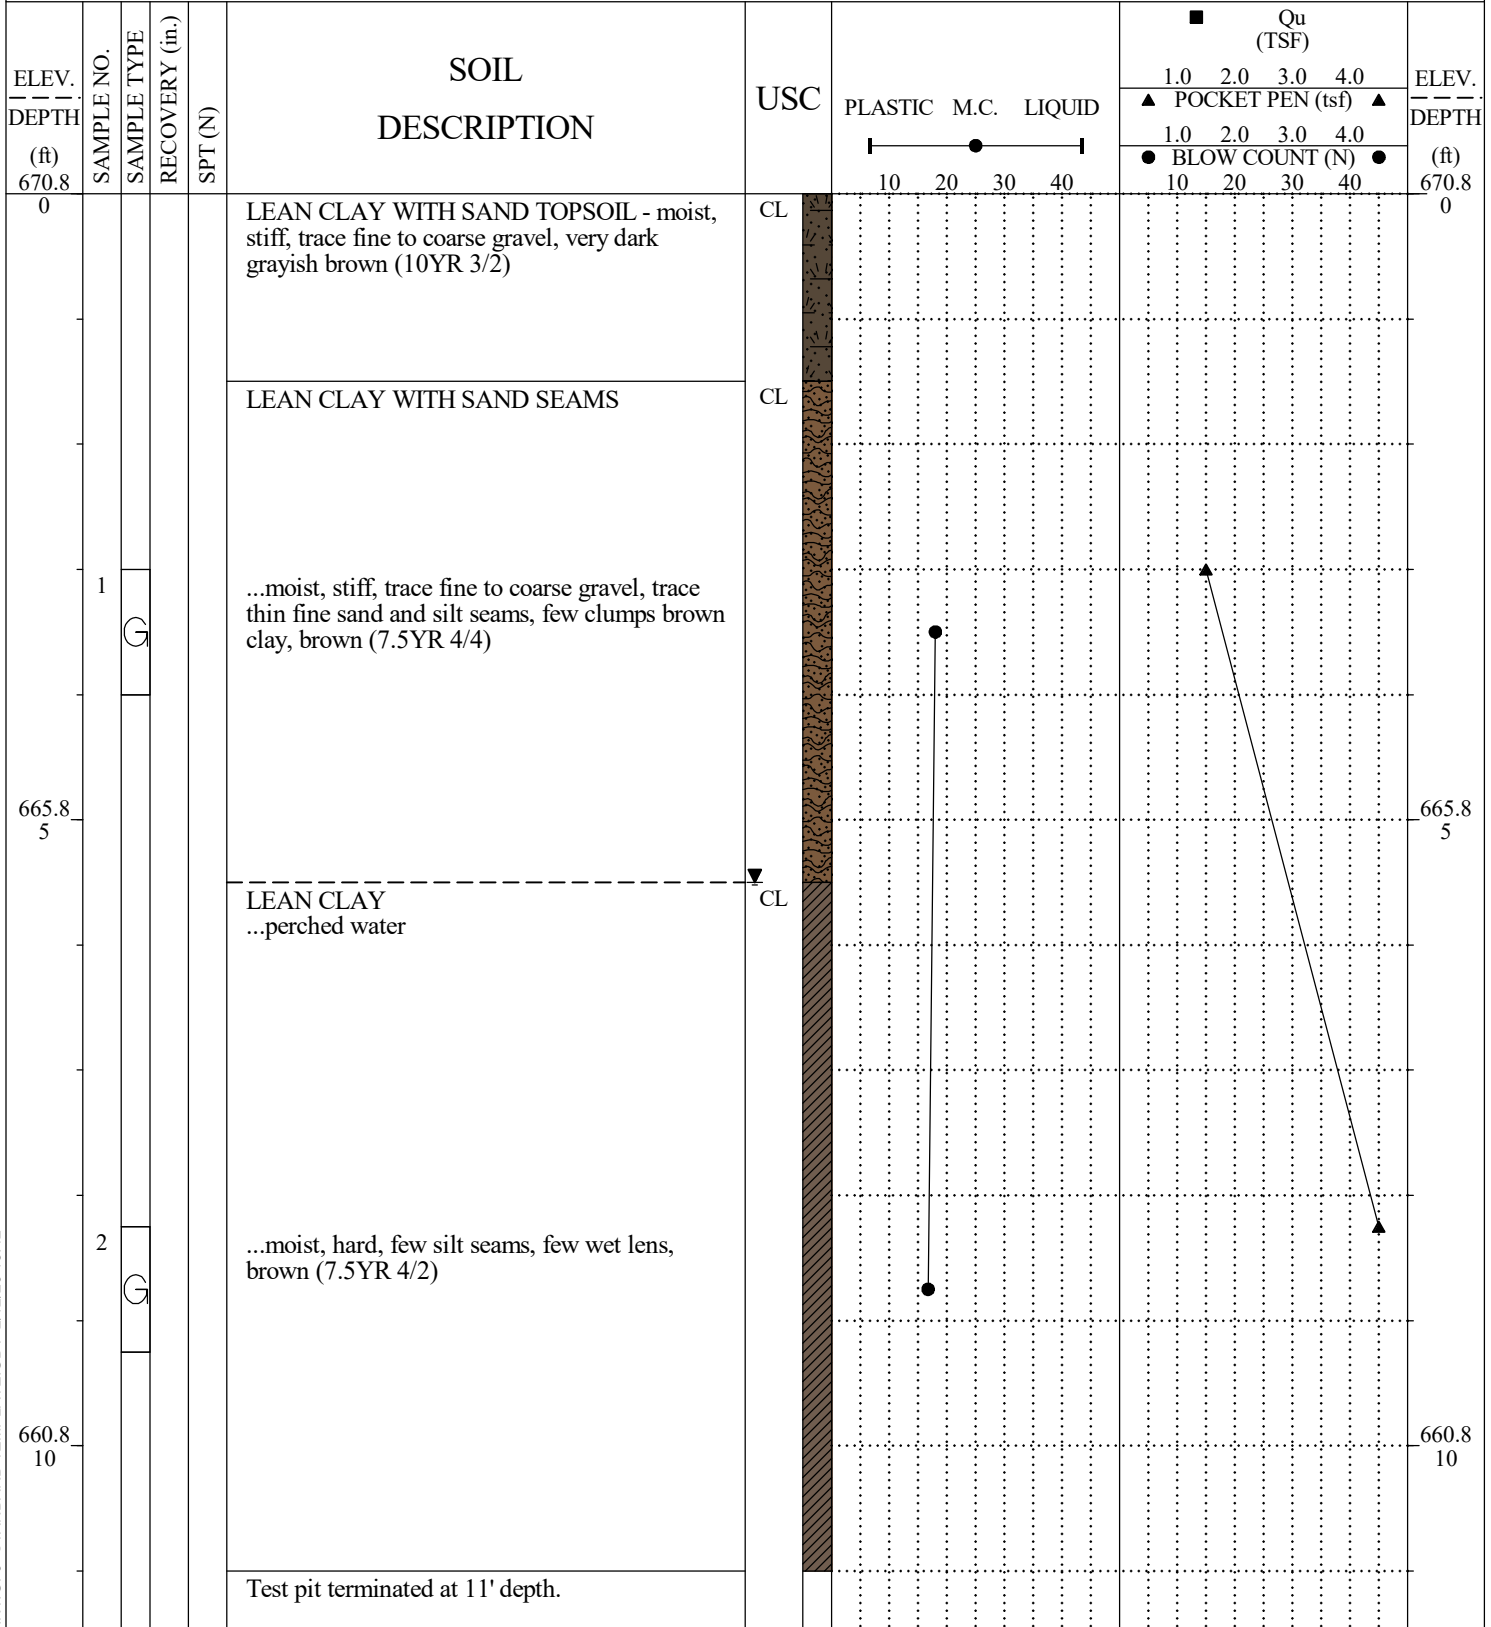 ELEV.
DEPTH
(ft)
670.8
0
SAMPLE NO.
SAMPLE TYPE
RECOVERY (in.)
SPT (N)
SOIL
DESCRIPTION
USC
PLASTIC M.C. LIQUID
10 20 30 40
Qu
(TSF)
1.0 2.0 3.0 4.0
POCKET PEN (tsf)
1.0 2.0 3.0 4.0
BLOW COUNT (N)
10 20 30 40
ELEV.
DEPTH
(ft)
670.8
0
LEAN CLAY WITH SAND TOPSOIL - moist,
stiff, trace fine to coarse gravel, very dark
grayish brown (10YR 3/2)
CL
LEAN CLAY WITH SAND SEAMS
CL
1
G
...moist, stiff, trace fine to coarse gravel, trace
thin fine sand and silt seams, few clumps brown
clay, brown (7.5YR 4/4)
665.8
5
665.8
5
LEAN CLAY
...perched water
CL
2
G
...moist, hard, few silt seams, few wet lens,
brown (7.5YR 4/2)
660.8
10
660.8
10
Test pit terminated at 11' depth.